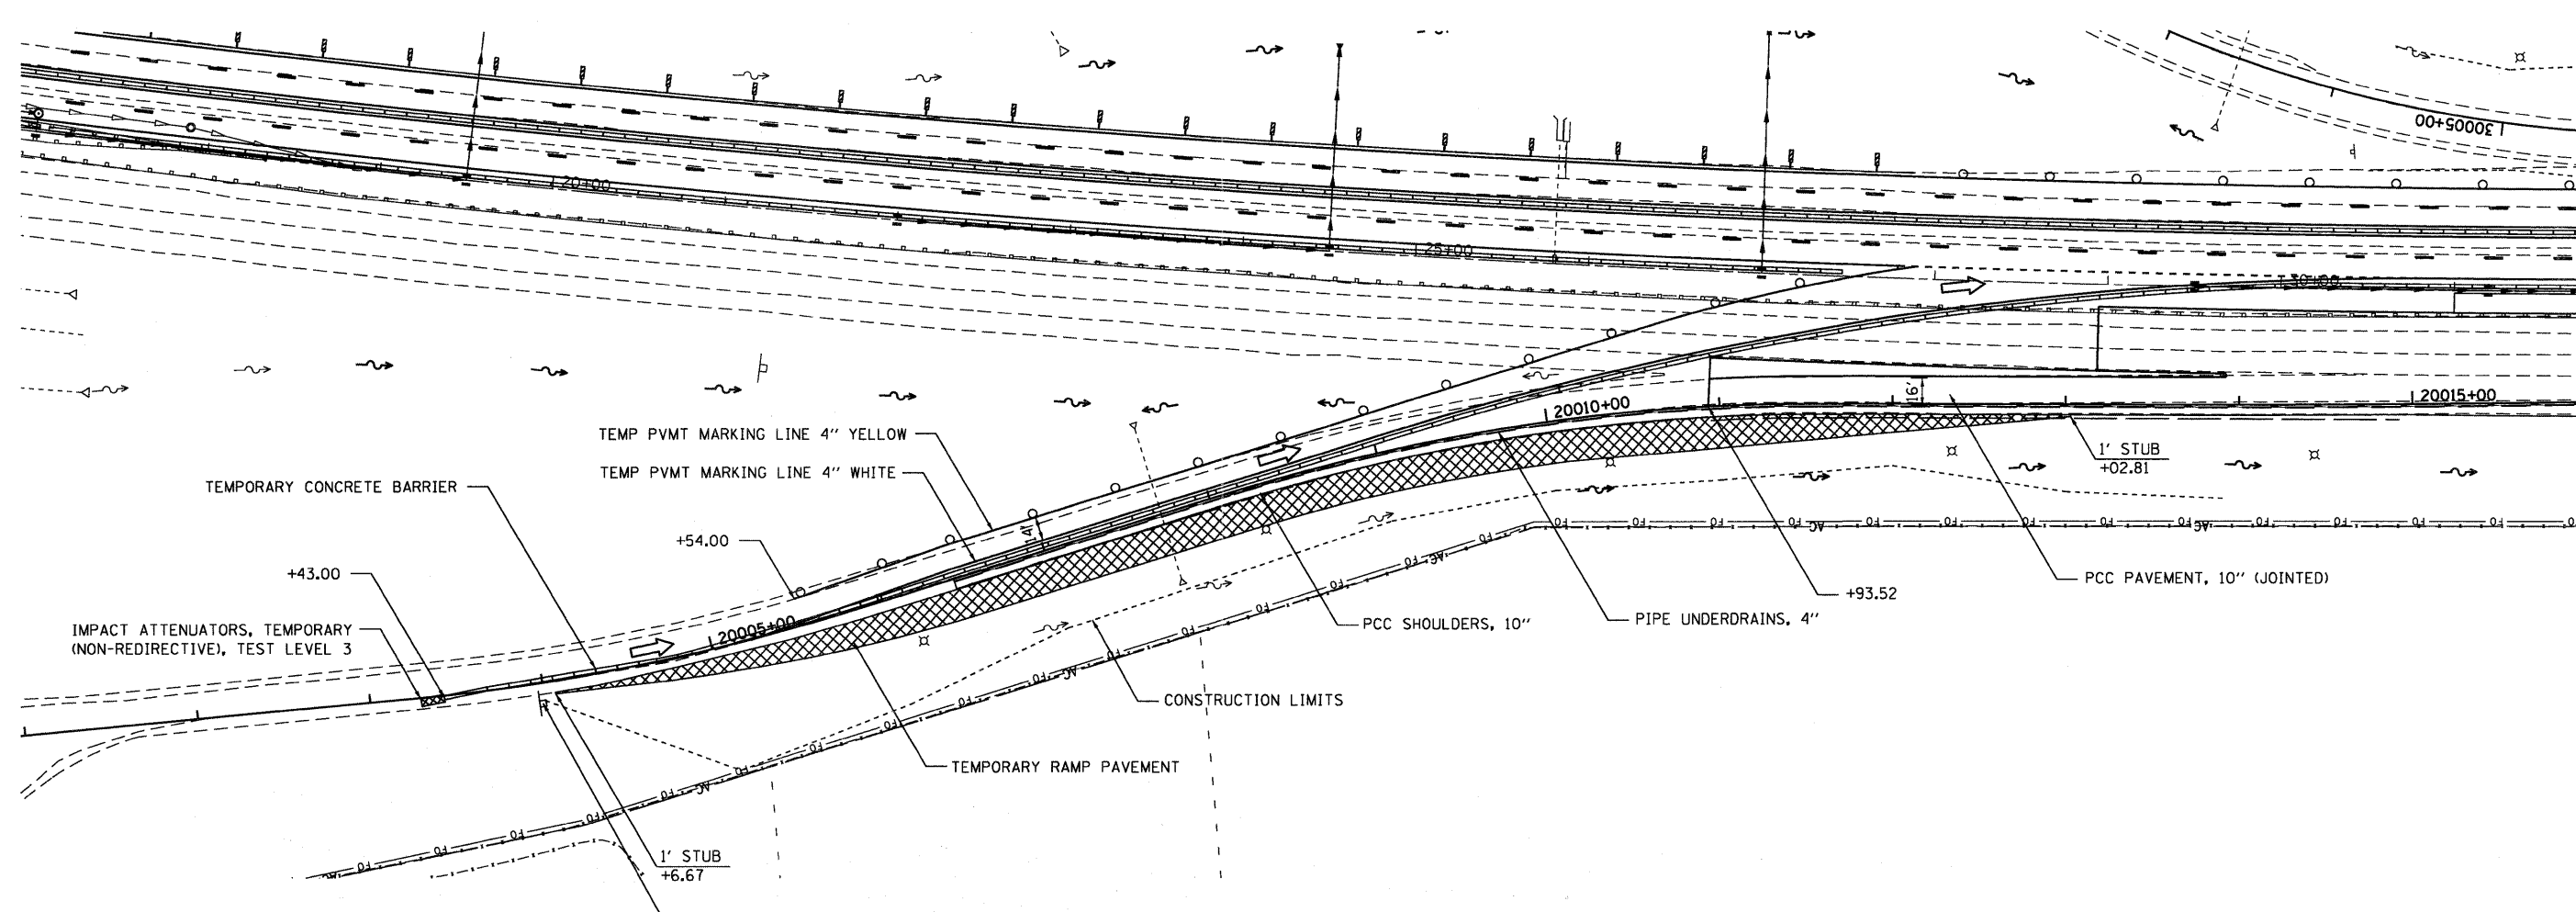 30005+00
20+00
25+00
30+00
16'
20015+00
20010+00
TEMP PVMT MARKING LINE 4" YELLOW
1' STUB
+02.81
TEMP PVMT MARKING LINE 4" WHITE
TEMPORARY CONCRETE BARRIER
14'
+54.00
+43.00
PCC PAVEMENT, 10" (JOINTED)
+93.52
PIPE UNDERDRAINS, 4"
PCC SHOULDERS, 10"
20005+00
IMPACT ATTENUATORS, TEMPORARY
(NON-REDIRECTIVE), TEST LEVEL 3
CONSTRUCTION LIMITS
TEMPORARY RAMP PAVEMENT
1' STUB
+6.67